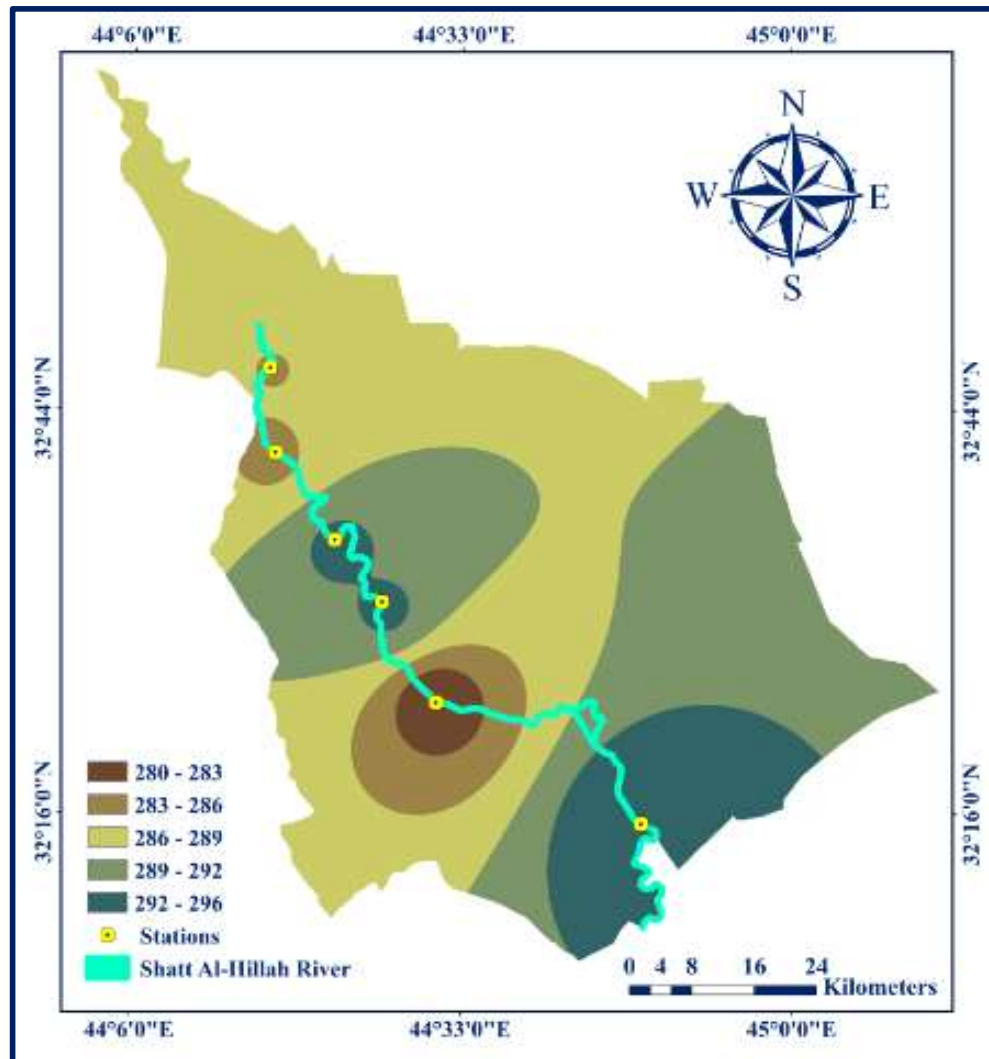 44°6'0"E 44°33'0"E 45°0'0"E
N
W E
S
32°44'0"N 32°44'0"N
280 - 283
283 - 286
286 - 289
289 - 292
292 - 296
Stations
Shatt Al-Hillah River
32°16'0"N 32°16'0"N
0 4 8 16 24
Kilometers
44°6'0"E 44°33'0"E 45°0'0"E